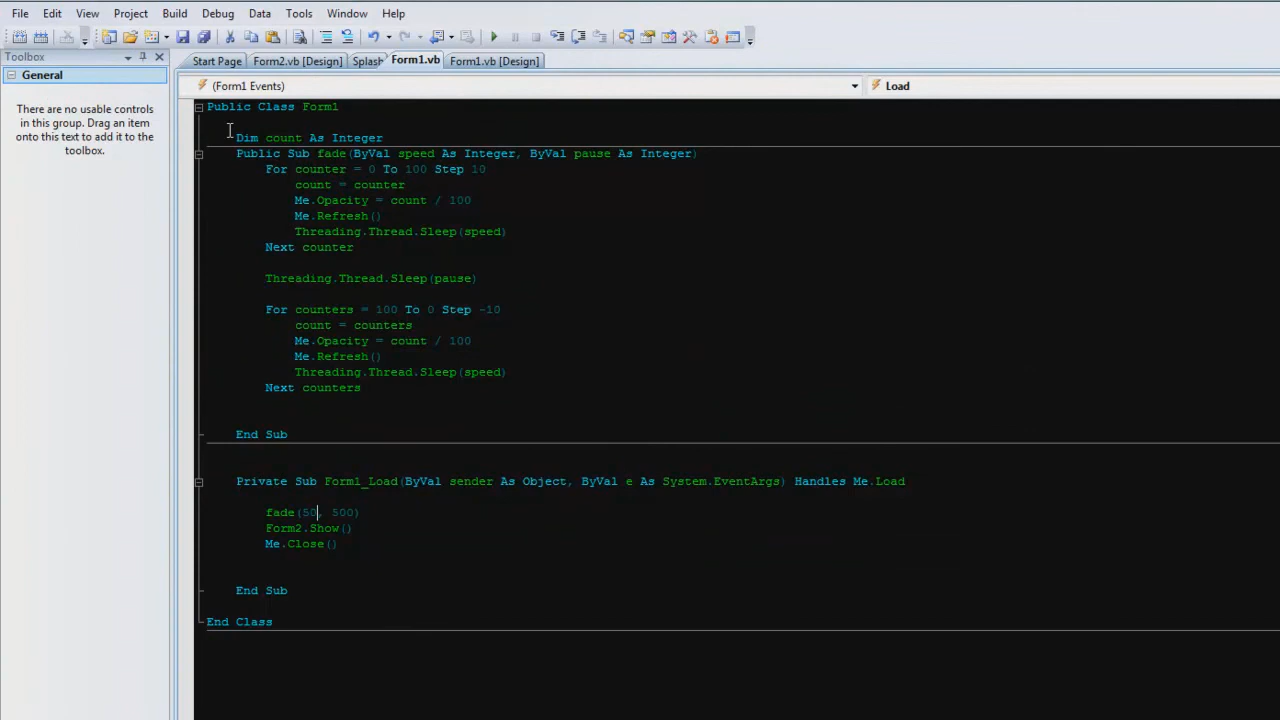 File Edit View Project Build Debug Data Tools Window Help
Toolbox
General
There are no usable controls
in this group. Drag an item
onto this text to add it to the
toolbox.
Start Page Form2.vb [Design] Splash Form1.vb Form1.vb [Design]
(Form1 Events) Load
Public Class Form1
Dim count As Integer
Public Sub fade(ByVal speed As Integer, ByVal pause As Integer)
For counter = 0 To 100 Step 10
count = counter
Me.Opacity = count / 100
Me.Refresh()
Threading.Thread.Sleep(speed)
Next counter
Threading.Thread.Sleep(pause)
For counters = 100 To 0 Step -10
count = counters
Me.Opacity = count / 100
Me.Refresh()
Threading.Thread.Sleep(speed)
Next counters
End Sub
Private Sub Form1_Load(ByVal sender As Object, ByVal e As System.EventArgs) Handles Me.Load
fade(50, 500)
Form2.Show()
Me.Close()
End Sub
End Class